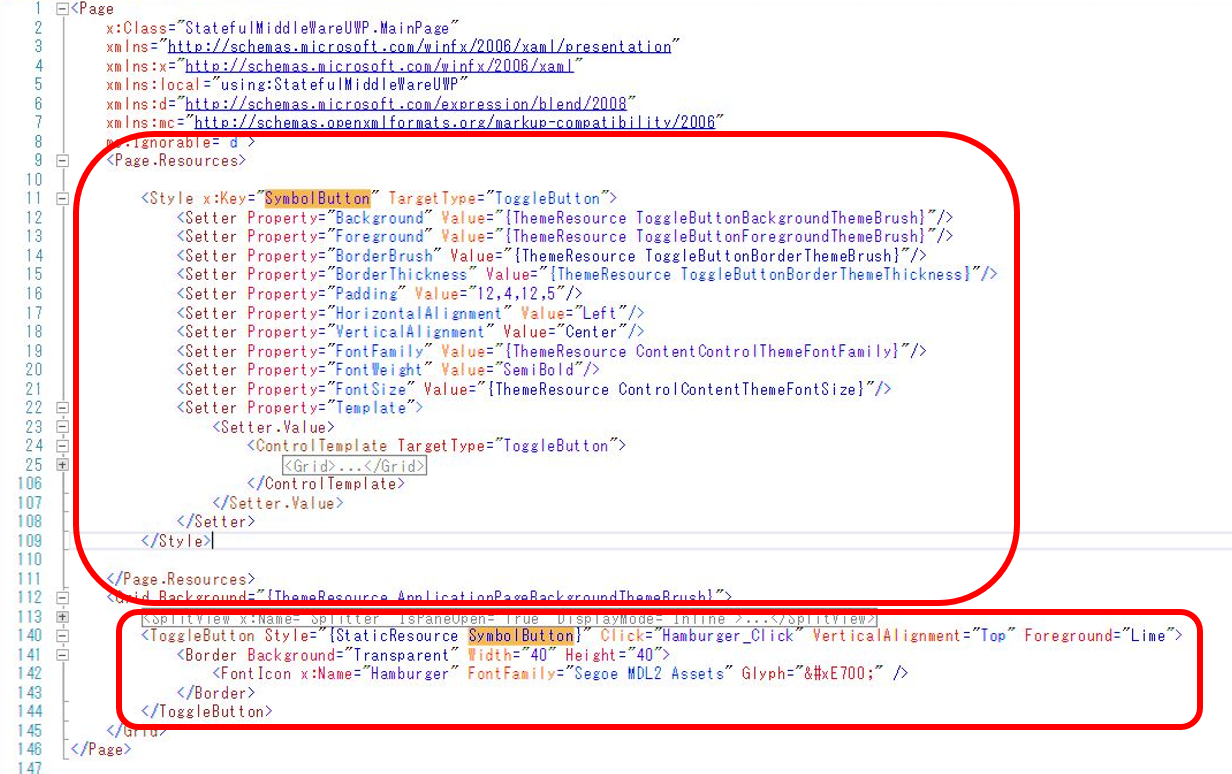 1 <Page
2 x:Class="StatefulMiddleWareUWP.MainPage"
3 xmlns="http://schemas.microsoft.com/winfx/2006/xaml/presentation"
4 xmlns:x="http://schemas.microsoft.com/winfx/2006/xaml"
5 xmlns:local="using:StatefulMiddleWareUWP"
6 xmlns:d="http://schemas.microsoft.com/expression/blend/2008"
7 xmlns:mc="http://schemas.openxmlformats.org/markup-compatibility/2006"
8 mc:Ignorable="d">
9 <Page.Resources>
10
11 <Style x:Key="SymbolButton" TargetType="ToggleButton">
12 <Setter Property="Background" Value="{ThemeResource ToggleButtonBackgroundThemeBrush}"/>
13 <Setter Property="Foreground" Value="{ThemeResource ToggleButtonForegroundThemeBrush}"/>
14 <Setter Property="BorderBrush" Value="{ThemeResource ToggleButtonBorderThemeBrush}"/>
15 <Setter Property="BorderThickness" Value="{ThemeResource ToggleButtonBorderThemeThickness}"/>
16 <Setter Property="Padding" Value="12,4,12,5"/>
17 <Setter Property="HorizontalAlignment" Value="Left"/>
18 <Setter Property="VerticalAlignment" Value="Center"/>
19 <Setter Property="FontFamily" Value="{ThemeResource ContentControlThemeFontFamily}"/>
20 <Setter Property="FontWeight" Value="SemiBold"/>
21 <Setter Property="FontSize" Value="{ThemeResource ControlContentThemeFontSize}"/>
22 <Setter Property="Template">
23 <Setter.Value>
24 <ControlTemplate TargetType="ToggleButton">
25 <Grid>...</Grid>
106 </ControlTemplate>
107 </Setter.Value>
108 </Setter>
109 </Style>
110
111 </Page.Resources>
112 <Grid Background="{ThemeResource ApplicationPageBackgroundThemeBrush}">
113 <SplitView x:Name="Splitter" IsPaneOpen="True" DisplayMode="Inline">...</SplitView>
140 <ToggleButton Style="{StaticResource SymbolButton}" Click="Hamburger_Click" VerticalAlignment="Top" Foreground="Lime">
141 <Border Background="Transparent" Width="40" Height="40">
142 <FontIcon x:Name="Hamburger" FontFamily="Segoe MDL2 Assets" Glyph="&#xE700;" />
143 </Border>
144 </ToggleButton>
145 </Grid>
146 </Page>
147